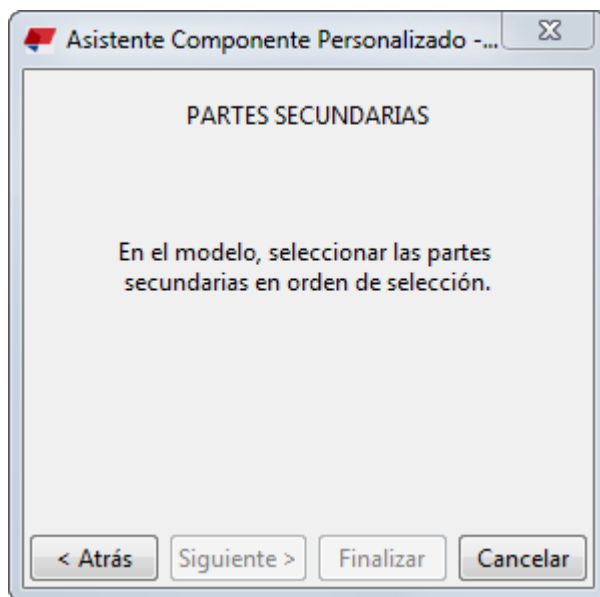 Asistente Componente Personalizado -...
PARTES SECUNDARIAS
En el modelo, seleccionar las partes
secundarias en orden de selección.
< Atrás
Siguiente >
Finalizar
Cancelar